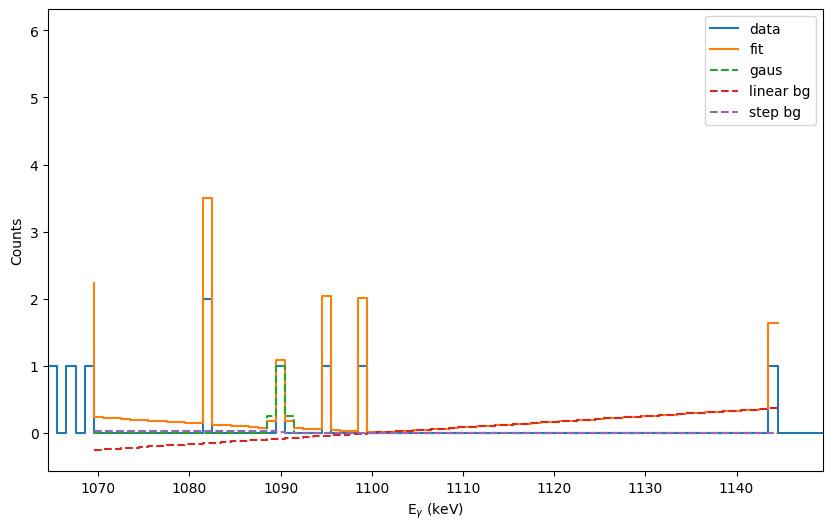 6
5
4
3
2
1
0
Counts
data
fit
gaus
linear bg
step bg
1070 1080 1090 1100 1110 1120 1130 1140
Eγ (keV)